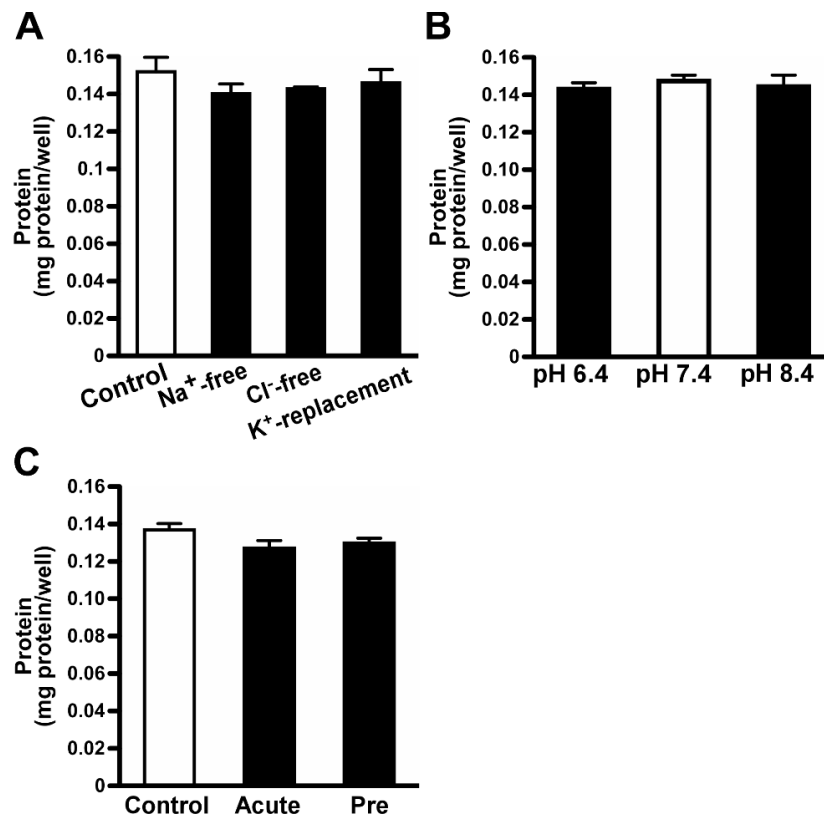 A
Protein
(mg protein/well)
0.16
0.14
0.12
0.1
0.08
0.06
0.04
0.02
0
Control
Na⁺-free
Cl⁻-free
K⁺-replacement
B
Protein
(mg protein/well)
0.16
0.14
0.12
0.10
0.08
0.06
0.04
0.02
0
pH 6.4
pH 7.4
pH 8.4
C
Protein
(mg protein/well)
0.16
0.14
0.12
0.10
0.08
0.06
0.04
0.02
0
Control
Acute
Pre